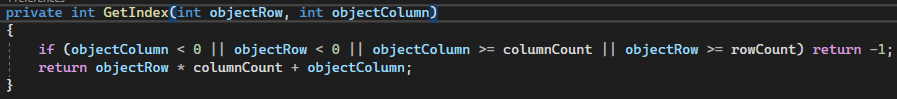 private int GetIndex(int objectRow, int objectColumn)
{
if (objectColumn < 0 || objectRow < 0 || objectColumn >= columnCount || objectRow >= rowCount) return -1;
return objectRow * columnCount + objectColumn;
}